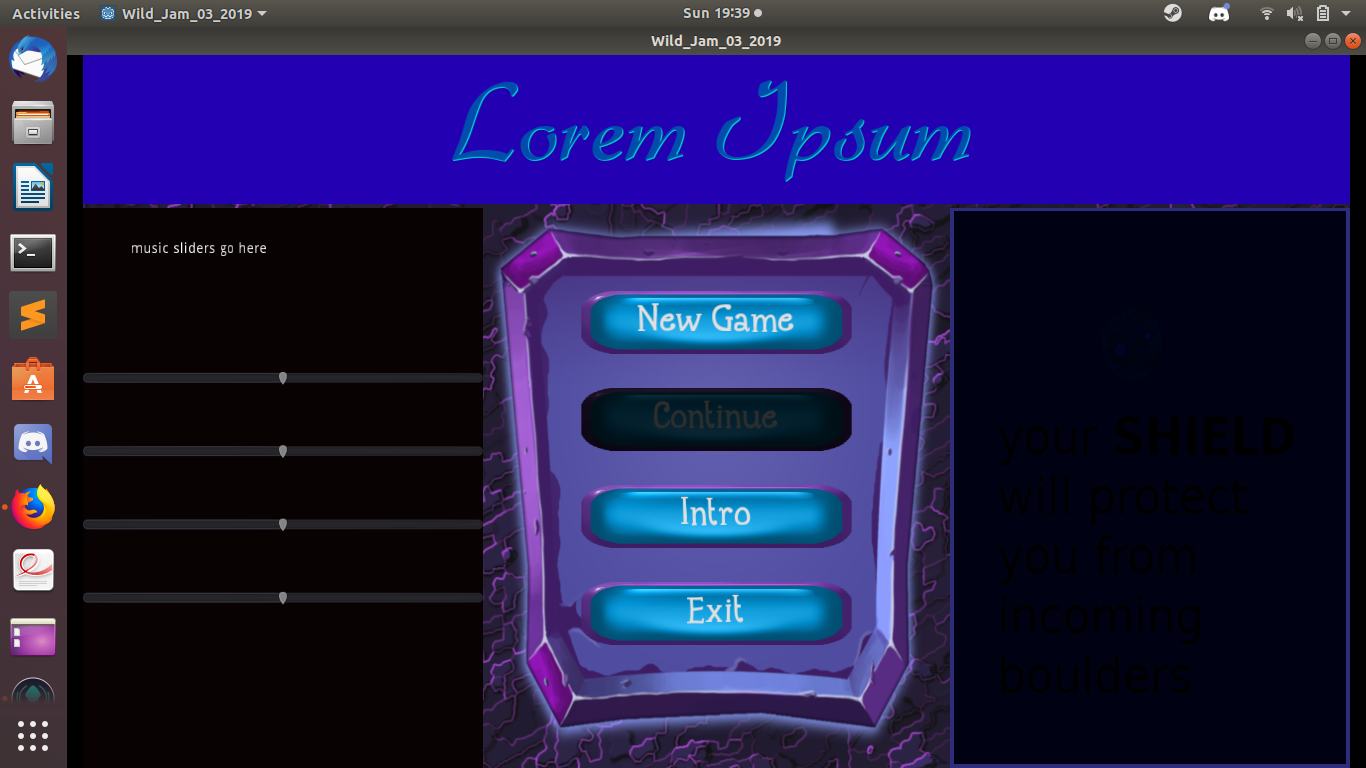 Activities
Wild_Jam_03_2019
Sun 19:39
Wild_Jam_03_2019
Lorem Ipsum
music sliders go here
New Game
Continue
Intro
Exit
your SHIELD
will protect
you from
incoming
boulders